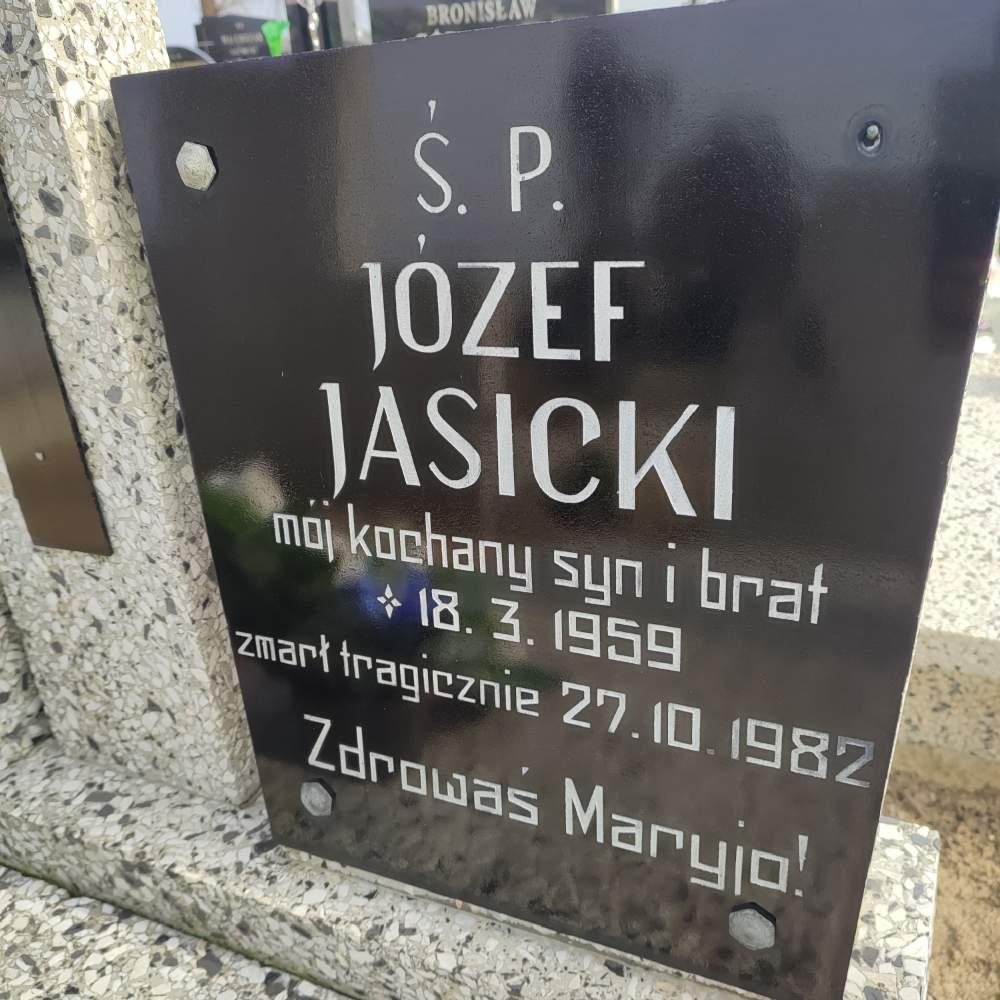 BRONISŁAW
Ś. P.
JÓZEF
JASICKI
mój kochany syn i brat
18. 3. 1959
zmarł tragicznie 27.10.1982
Zdrowaś Maryjo!